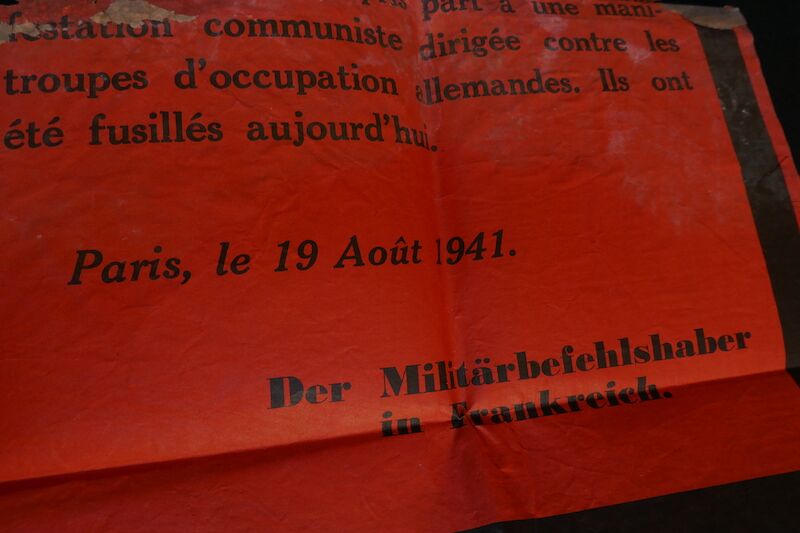 part à une mani-
festation communiste dirigée contre les
troupes d'occupation allemandes. Ils ont
été fusillés aujourd'hui.
Paris, le 19 Août 1941.
Der Militärbefehlshaber
in Frankreich.